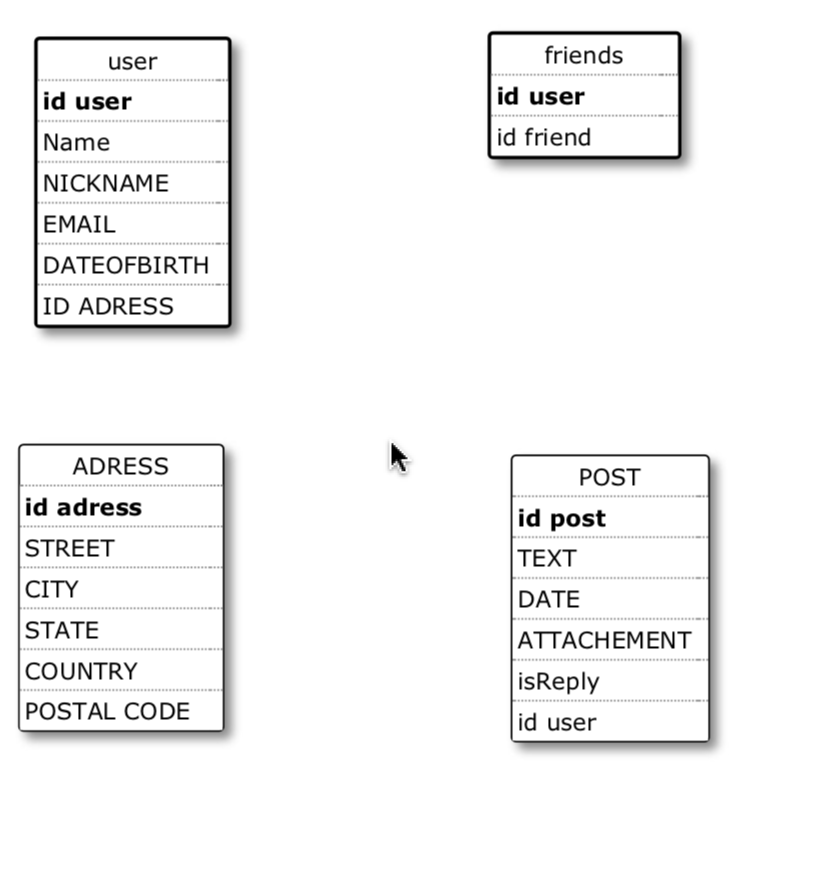 user
id user
Name
NICKNAME
EMAIL
DATEOFBIRTH
ID ADRESS
friends
id user
id friend
ADRESS
id adress
STREET
CITY
STATE
COUNTRY
POSTAL CODE
POST
id post
TEXT
DATE
ATTACHEMENT
isReply
id user